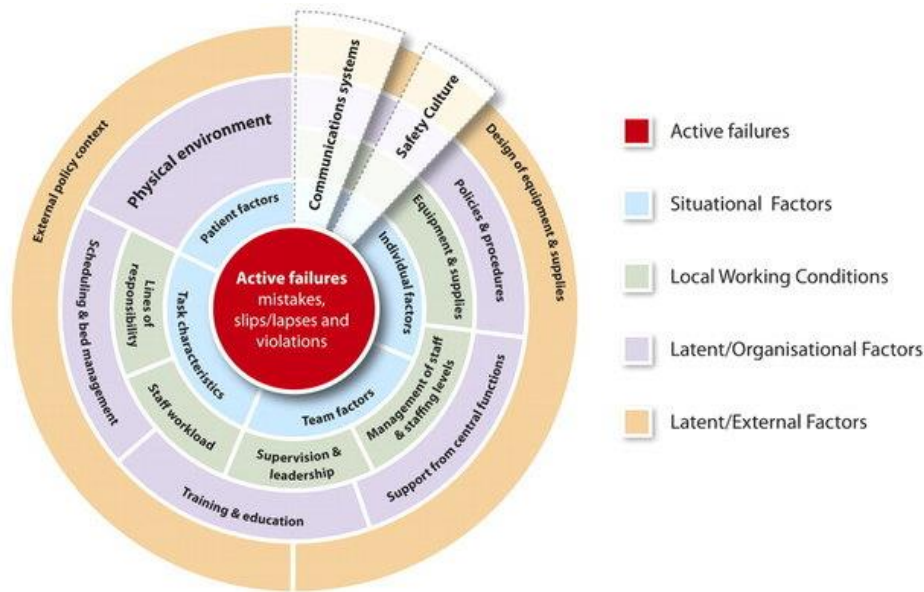 External policy context
Physical environment
Communications systems
Safety Culture
Design of equipment & supplies
Policies & procedures
Equipment & supplies
Individual factors
Patient factors
Active failures
mistakes,
slips/lapses and
violations
Lines of
responsibility
Task characteristics
Scheduling & bed management
Staff workload
Team factors
Management of staff
& staffing levels
Supervision &
leadership
Training & education
Support from central functions
Active failures
Situational Factors
Local Working Conditions
Latent/Organisational Factors
Latent/External Factors